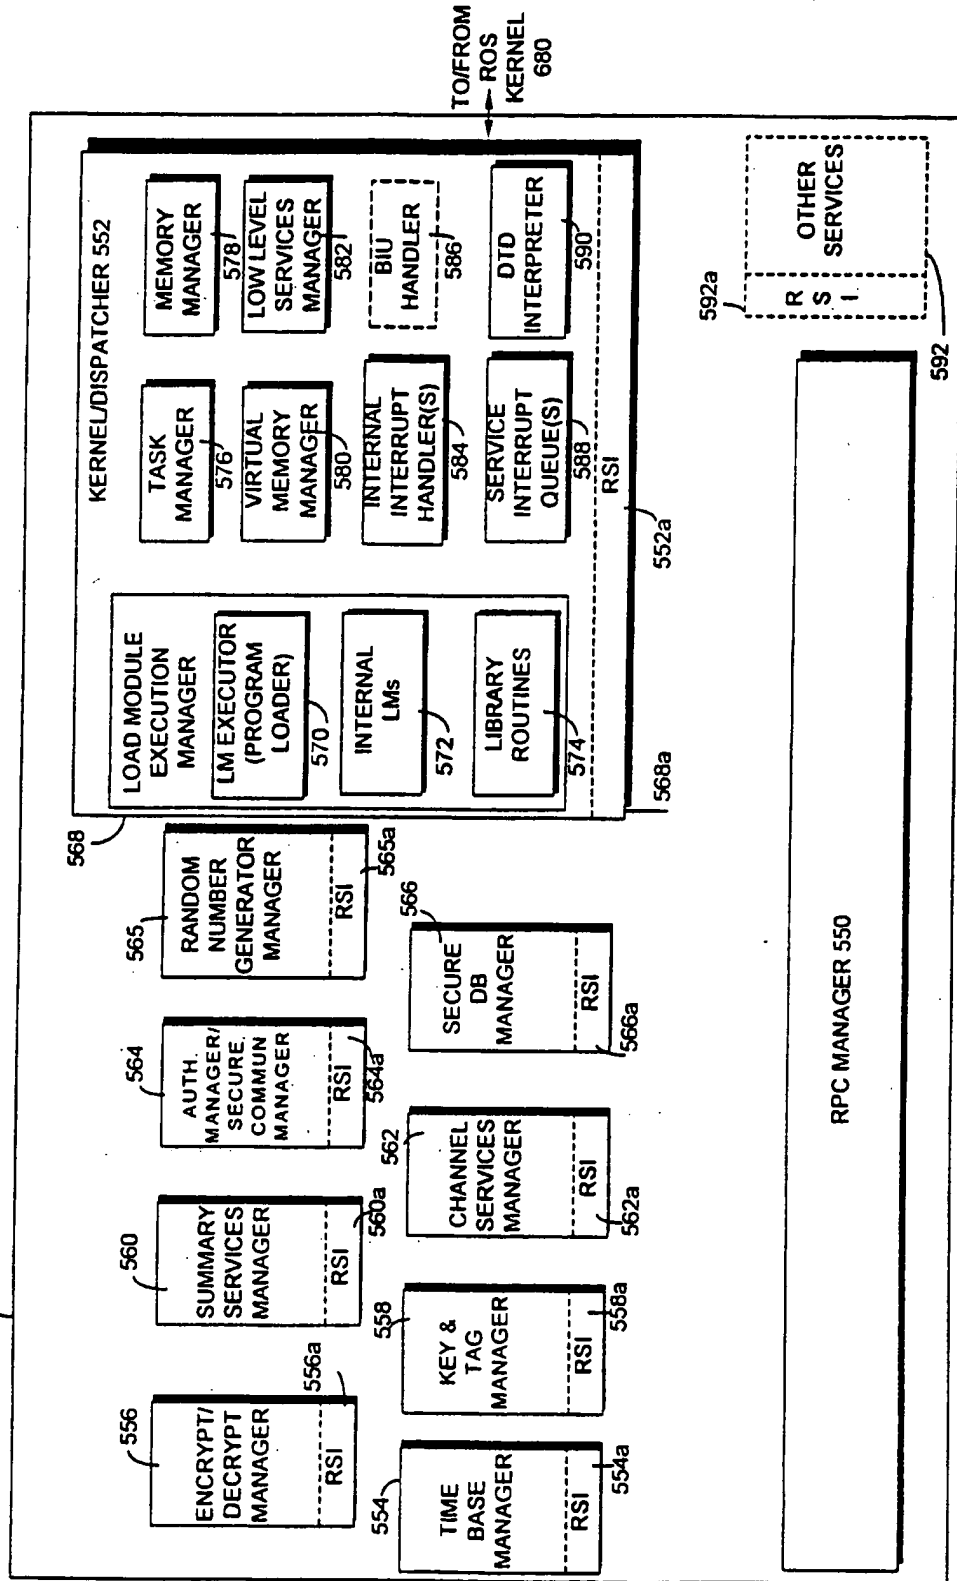 TO/FROM
ROS
KERNEL
680
KERNEL/DISPATCHER 552
LOAD MODULE
EXECUTION
MANAGER
LM EXECUTOR
(PROGRAM
LOADER)
570
INTERNAL
LMs
572
LIBRARY
ROUTINES
574
TASK
MANAGER
576
MEMORY
MANAGER
578
VIRTUAL
MEMORY
MANAGER
580
LOW LEVEL
SERVICES
MANAGER
582
INTERNAL
INTERRUPT
HANDLER(S)
584
BIU
HANDLER
586
SERVICE
INTERRUPT
QUEUE(S)
588
DTD
INTERPRETER
590
RSI
552a
568
568a
556
ENCRYPT/
DECRYPT
MANAGER
RSI
556a
560
SUMMARY
SERVICES
MANAGER
RSI
560a
564
AUTH.
MANAGER/
SECURE
COMMUN
MANAGER
RSI
564a
565
RANDOM
NUMBER
GENERATOR
MANAGER
RSI
565a
554
TIME
BASE
MANAGER
RSI
554a
558
KEY &
TAG
MANAGER
RSI
558a
562
CHANNEL
SERVICES
MANAGER
RSI
562a
566
SECURE
DB
MANAGER
RSI
566a
592a
R
S
I
OTHER
SERVICES
592
RPC MANAGER 550